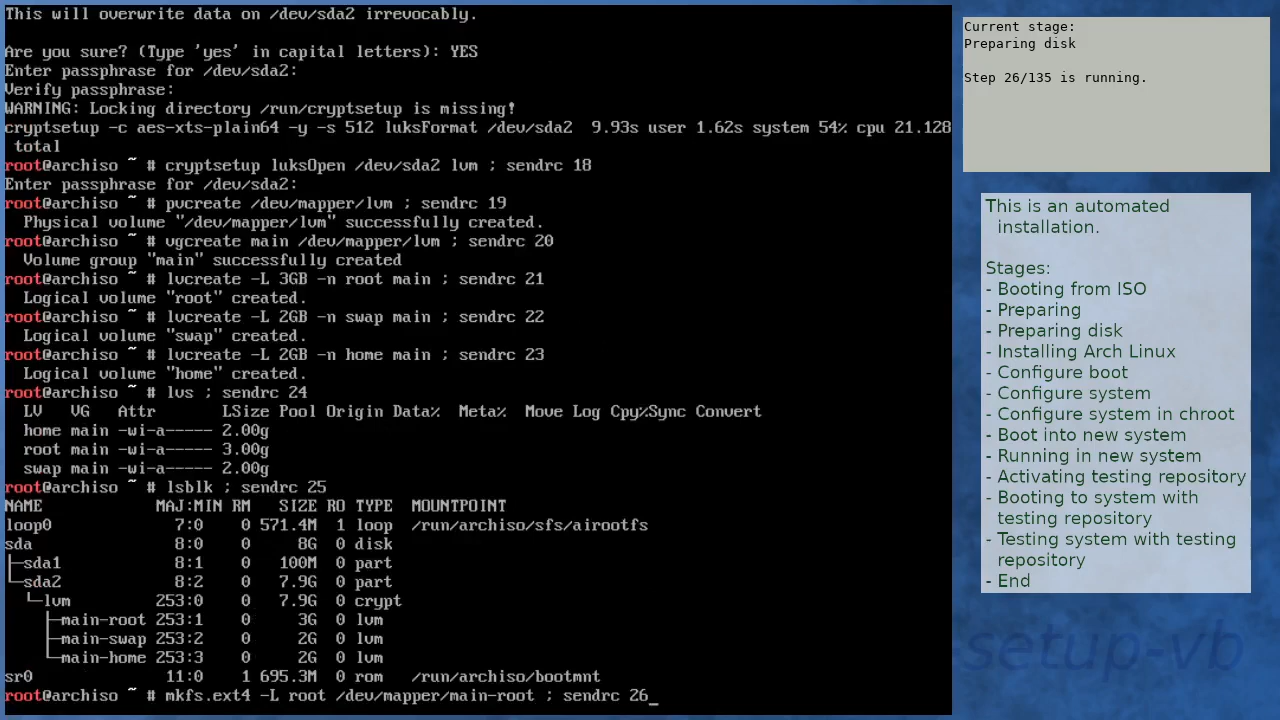 This will overwrite data on /dev/sda2 irrevocably.
Are you sure? (Type 'yes' in capital letters): YES
Enter passphrase for /dev/sda2:
Verify passphrase:
WARNING: Locking directory /run/cryptsetup is missing!
cryptsetup -c aes-xts-plain64 -y -s 512 luksFormat /dev/sda2  9.93s user 1.62s system 54% cpu 21.128
 total
root@archiso ~ # cryptsetup luksOpen /dev/sda2 lvm ; sendrc 18
Enter passphrase for /dev/sda2:
root@archiso ~ # pvcreate /dev/mapper/lvm ; sendrc 19
  Physical volume "/dev/mapper/lvm" successfully created.
root@archiso ~ # vgcreate main /dev/mapper/lvm ; sendrc 20
  Volume group "main" successfully created
root@archiso ~ # lvcreate -L 3GB -n root main ; sendrc 21
  Logical volume "root" created.
root@archiso ~ # lvcreate -L 2GB -n swap main ; sendrc 22
  Logical volume "swap" created.
root@archiso ~ # lvcreate -L 2GB -n home main ; sendrc 23
  Logical volume "home" created.
root@archiso ~ # lvs ; sendrc 24
  LV   VG   Attr       LSize Pool Origin Data%  Meta%  Move Log Cpy%Sync Convert
  home main -wi-a----- 2.00g
  root main -wi-a----- 3.00g
  swap main -wi-a----- 2.00g
root@archiso ~ # lsblk ; sendrc 25
NAME            MAJ:MIN RM   SIZE RO TYPE  MOUNTPOINT
loop0             7:0    0 571.4M  1 loop  /run/archiso/sfs/airootfs
sda               8:0    0     8G  0 disk
├─sda1            8:1    0   100M  0 part
└─sda2            8:2    0   7.9G  0 part
  └─lvm         253:0    0   7.9G  0 crypt
    ├─main-root 253:1    0     3G  0 lvm
    ├─main-swap 253:2    0     2G  0 lvm
    └─main-home 253:3    0     2G  0 lvm
sr0              11:0    1 695.3M  0 rom   /run/archiso/bootmnt
root@archiso ~ # mkfs.ext4 -L root /dev/mapper/main-root ; sendrc 26_
Current stage:
Preparing disk
Step 26/135 is running.
This is an automated
installation.
Stages:
- Booting from ISO
- Preparing
- Preparing disk
- Installing Arch Linux
- Configure boot
- Configure system
- Configure system in chroot
- Boot into new system
- Running in new system
- Activating testing repository
- Booting to system with
testing repository
- Testing system with testing
repository
- End
-setup-vb